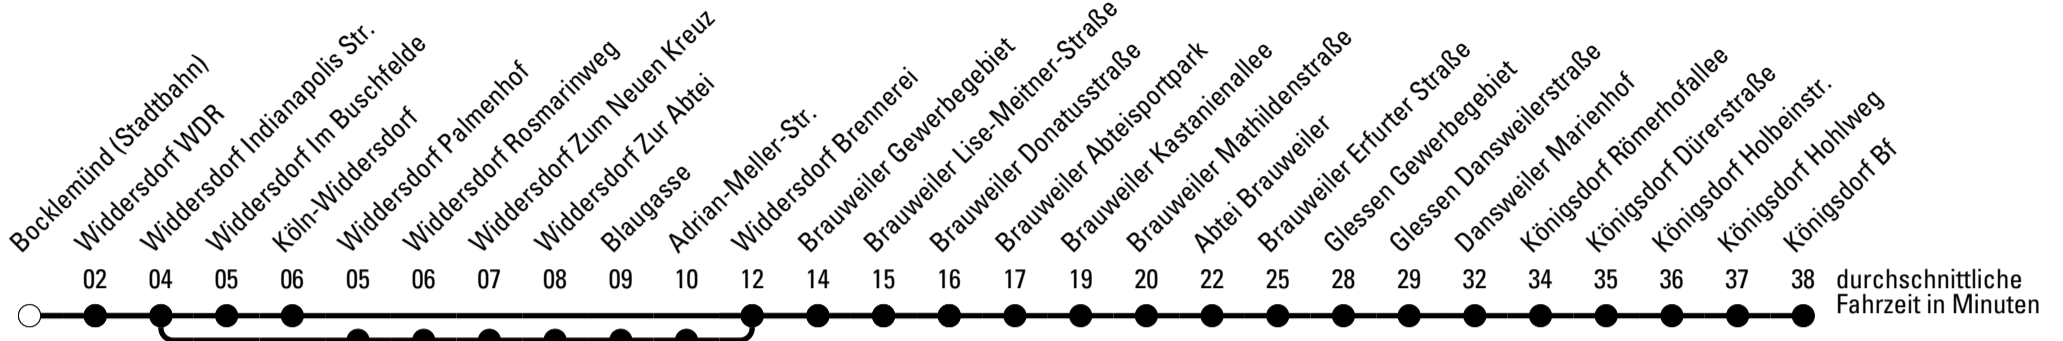 Bocklemünd (Stadtbahn)
Widdersdorf WDR
Widdersdorf Indianapolis Str.
Widdersdorf Im Buschfelde
Köln-Widdersdorf
Widdersdorf Palmenhof
Widdersdorf Rosmarinweg
Widdersdorf Zum Neuen Kreuz
Widdersdorf Zur Abtei
Blaugasse
Adrian-Meller-Str.
Widdersdorf Brennerei
Brauweiler Gewerbegebiet
Brauweiler Lise-Meitner-Straße
Brauweiler Donatusstraße
Brauweiler Abteisportpark
Brauweiler Kastanienallee
Brauweiler Mathildenstraße
Abtei Brauweiler
Brauweiler Erfurter Straße
Glessen Gewerbegebiet
Glessen Dansweilerstraße
Dansweiler Marienhof
Königsdorf Römerhofallee
Königsdorf Dürerstraße
Königsdorf Holbeinstr.
Königsdorf Hohlweg
Königsdorf Bf
02 04 05 06 05 06 07 08 09 10 12 14 15 16 17 19 20 22 25 28 29 32 34 35 36 37 38 durchschnittliche
Fahrzeit in Minuten